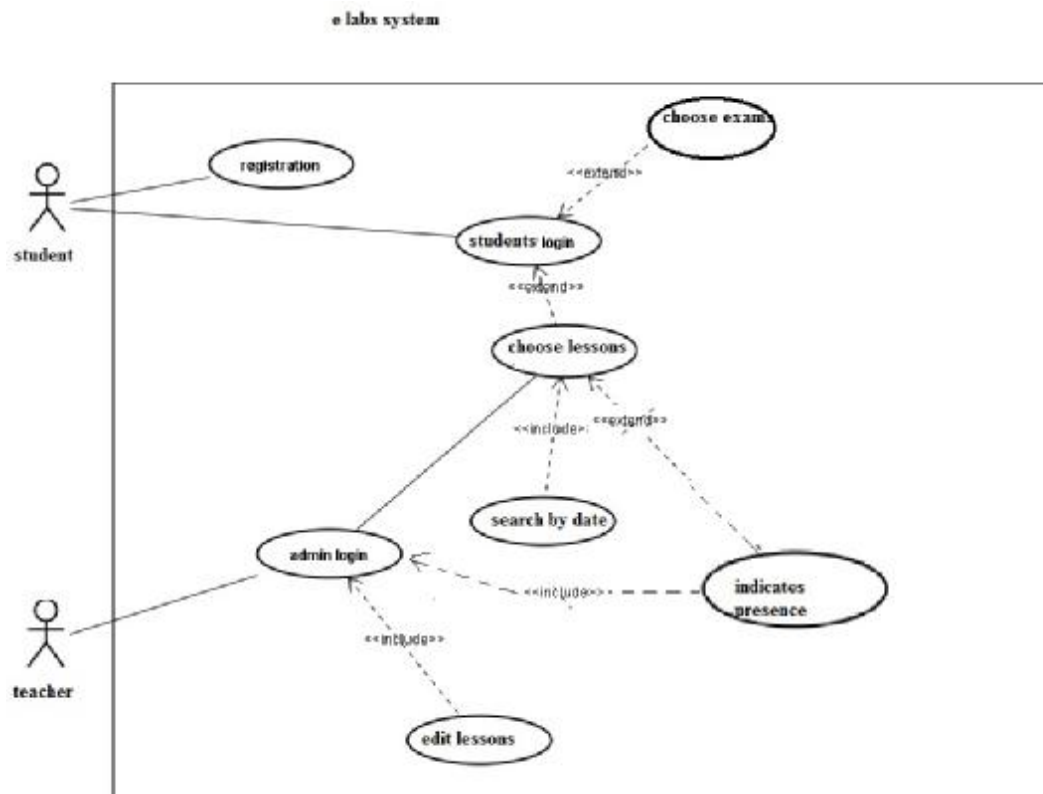 e labs system
choose exams
registration
<<extend>>
student
students login
<<extend>>
choose lessons
<<extend>>
<<include>
search by date
admin login
indicates
presence
<<include>>
<<include>>
teacher
edit lessons